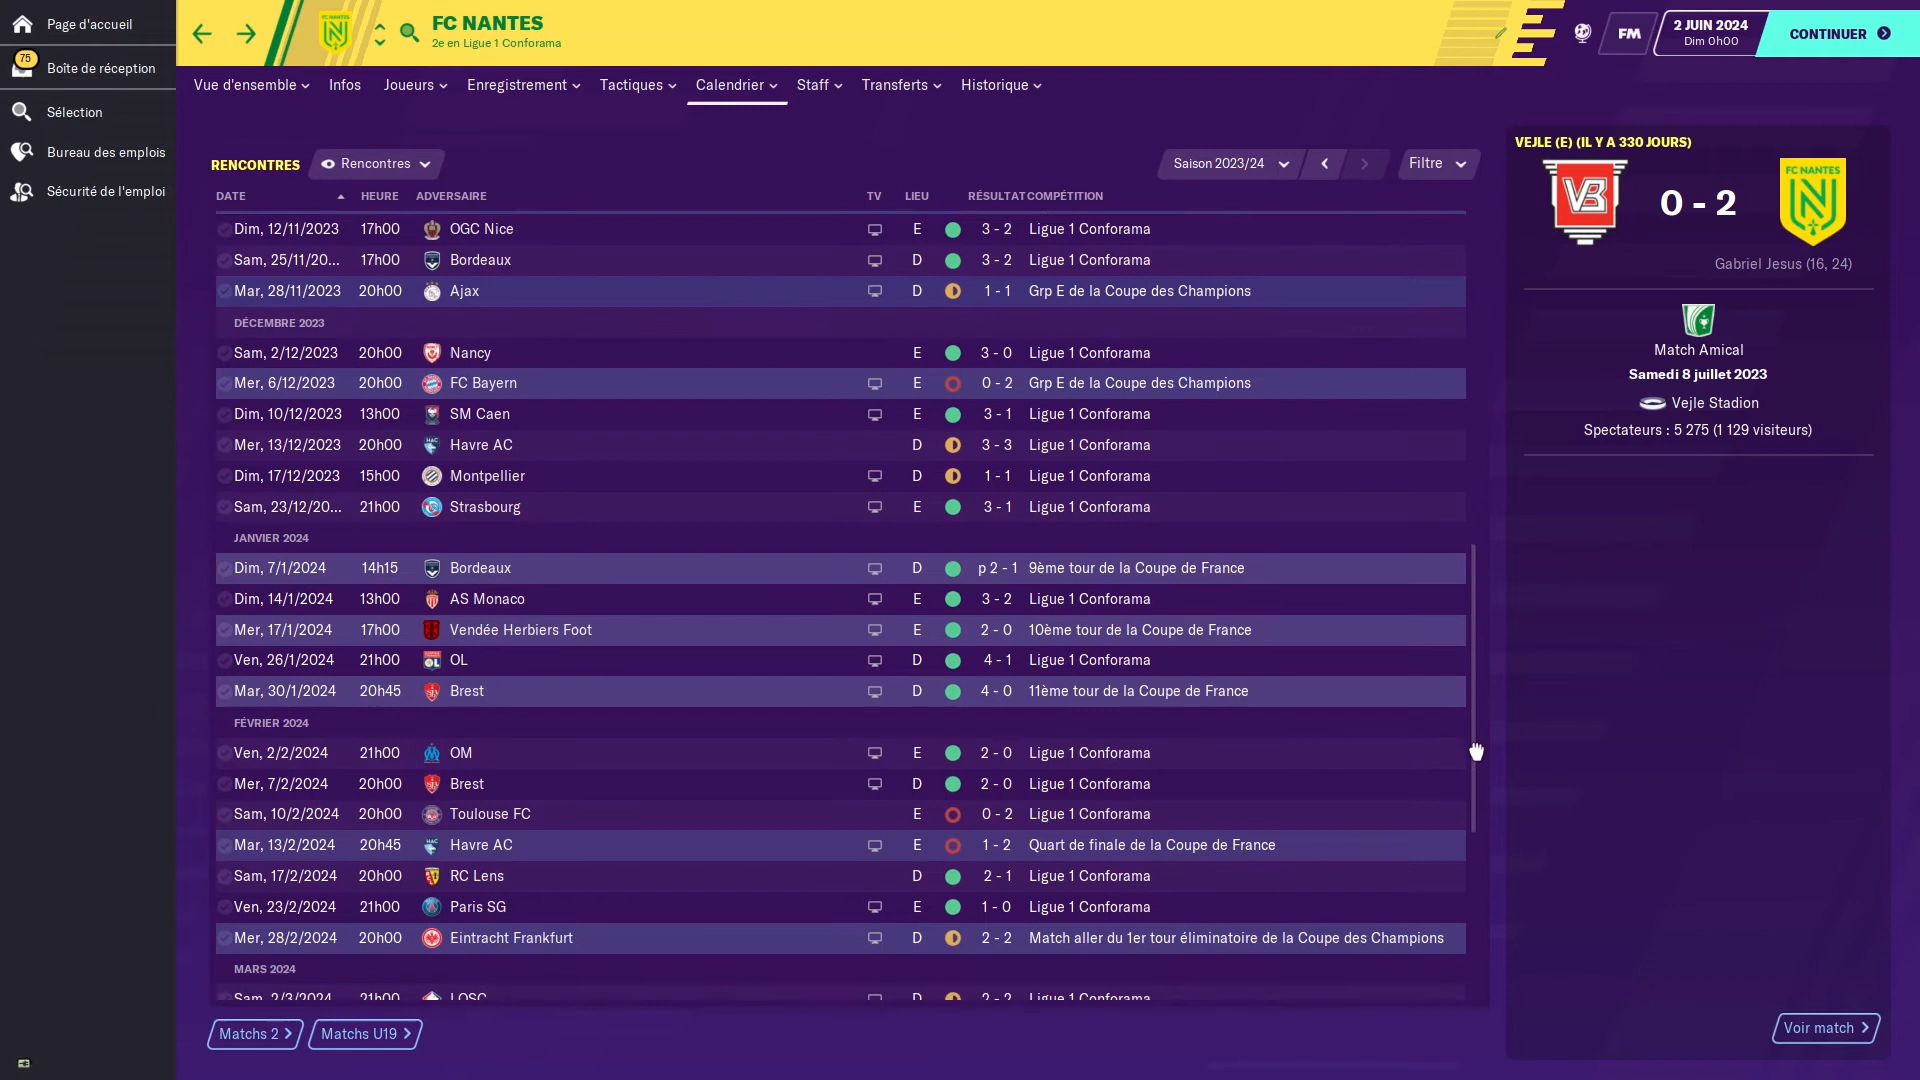 Page d'accueil
75
Boîte de réception
Sélection
Bureau des emplois
Sécurité de l'emploi
FC NANTES
2e en Ligue 1 Conforama
FM
2 JUIN 2024
Dim 0h00
CONTINUER
Vue d'ensemble Infos Joueurs Enregistrement Tactiques Calendrier Staff Transferts Historique
RENCONTRES Rencontres Saison 2023/24 Filtre
DATE HEURE ADVERSAIRE TV LIEU RÉSULTAT COMPÉTITION
Dim, 12/11/2023 17h00 OGC Nice E 3 - 2 Ligue 1 Conforama
Sam, 25/11/20... 17h00 Bordeaux D 3 - 2 Ligue 1 Conforama
Mar, 28/11/2023 20h00 Ajax D 1 - 1 Grp E de la Coupe des Champions
DÉCEMBRE 2023
Sam, 2/12/2023 20h00 Nancy E 3 - 0 Ligue 1 Conforama
Mer, 6/12/2023 20h00 FC Bayern E 0 - 2 Grp E de la Coupe des Champions
Dim, 10/12/2023 13h00 SM Caen E 3 - 1 Ligue 1 Conforama
Mer, 13/12/2023 20h00 Havre AC D 3 - 3 Ligue 1 Conforama
Dim, 17/12/2023 15h00 Montpellier D 1 - 1 Ligue 1 Conforama
Sam, 23/12/20... 21h00 Strasbourg E 3 - 1 Ligue 1 Conforama
JANVIER 2024
Dim, 7/1/2024 14h15 Bordeaux D p 2 - 1 9ème tour de la Coupe de France
Dim, 14/1/2024 13h00 AS Monaco E 3 - 2 Ligue 1 Conforama
Mer, 17/1/2024 17h00 Vendée Herbiers Foot E 2 - 0 10ème tour de la Coupe de France
Ven, 26/1/2024 21h00 OL D 4 - 1 Ligue 1 Conforama
Mar, 30/1/2024 20h45 Brest D 4 - 0 11ème tour de la Coupe de France
FÉVRIER 2024
Ven, 2/2/2024 21h00 OM E 2 - 0 Ligue 1 Conforama
Mer, 7/2/2024 20h00 Brest D 2 - 0 Ligue 1 Conforama
Sam, 10/2/2024 20h00 Toulouse FC E 0 - 2 Ligue 1 Conforama
Mar, 13/2/2024 20h45 Havre AC E 1 - 2 Quart de finale de la Coupe de France
Sam, 17/2/2024 20h00 RC Lens D 2 - 1 Ligue 1 Conforama
Ven, 23/2/2024 21h00 Paris SG E 1 - 0 Ligue 1 Conforama
Mer, 28/2/2024 20h00 Eintracht Frankfurt D 2 - 2 Match aller du 1er tour éliminatoire de la Coupe des Champions
MARS 2024
Sam, 2/3/2024 21h00 LOSC D 2 - 2 Ligue 1 Conforama
Matchs 2 Matchs U19
VEJLE (E) (IL Y A 330 JOURS)
VB 0 - 2 FC NANTES
Gabriel Jesus (16, 24)
Match Amical
Samedi 8 juillet 2023
Vejle Stadion
Spectateurs : 5 275 (1 129 visiteurs)
Voir match